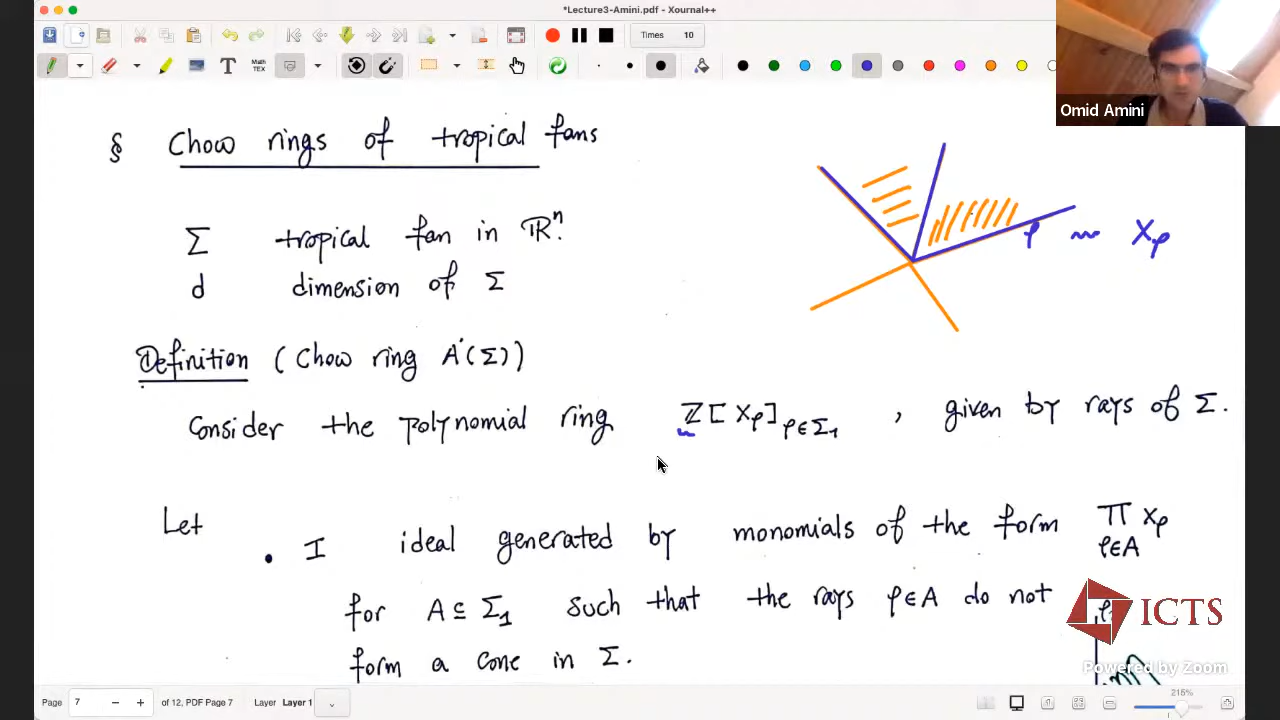 *Lecture3-Amini.pdf - Xournal++
Times 10
MATH TEX
Omid Amini
§ Chow rings of tropical fans
Σ tropical fan in ℝⁿ.
d dimension of Σ
ρ ⇝ X_ρ
Definition (Chow ring A˙(Σ))
Consider the polynomial ring ℤ[X_ρ]_{ρ∈Σ₁} , given by rays of Σ.
Let
• I ideal generated by monomials of the form ∏_{ρ∈A} X_ρ
for A ⊆ Σ₁ such that the rays ρ∈A do not
form a cone in Σ.
ICTS
Powered by Zoom
Page 7 of 12, PDF Page 7 Layer Layer 1
216%